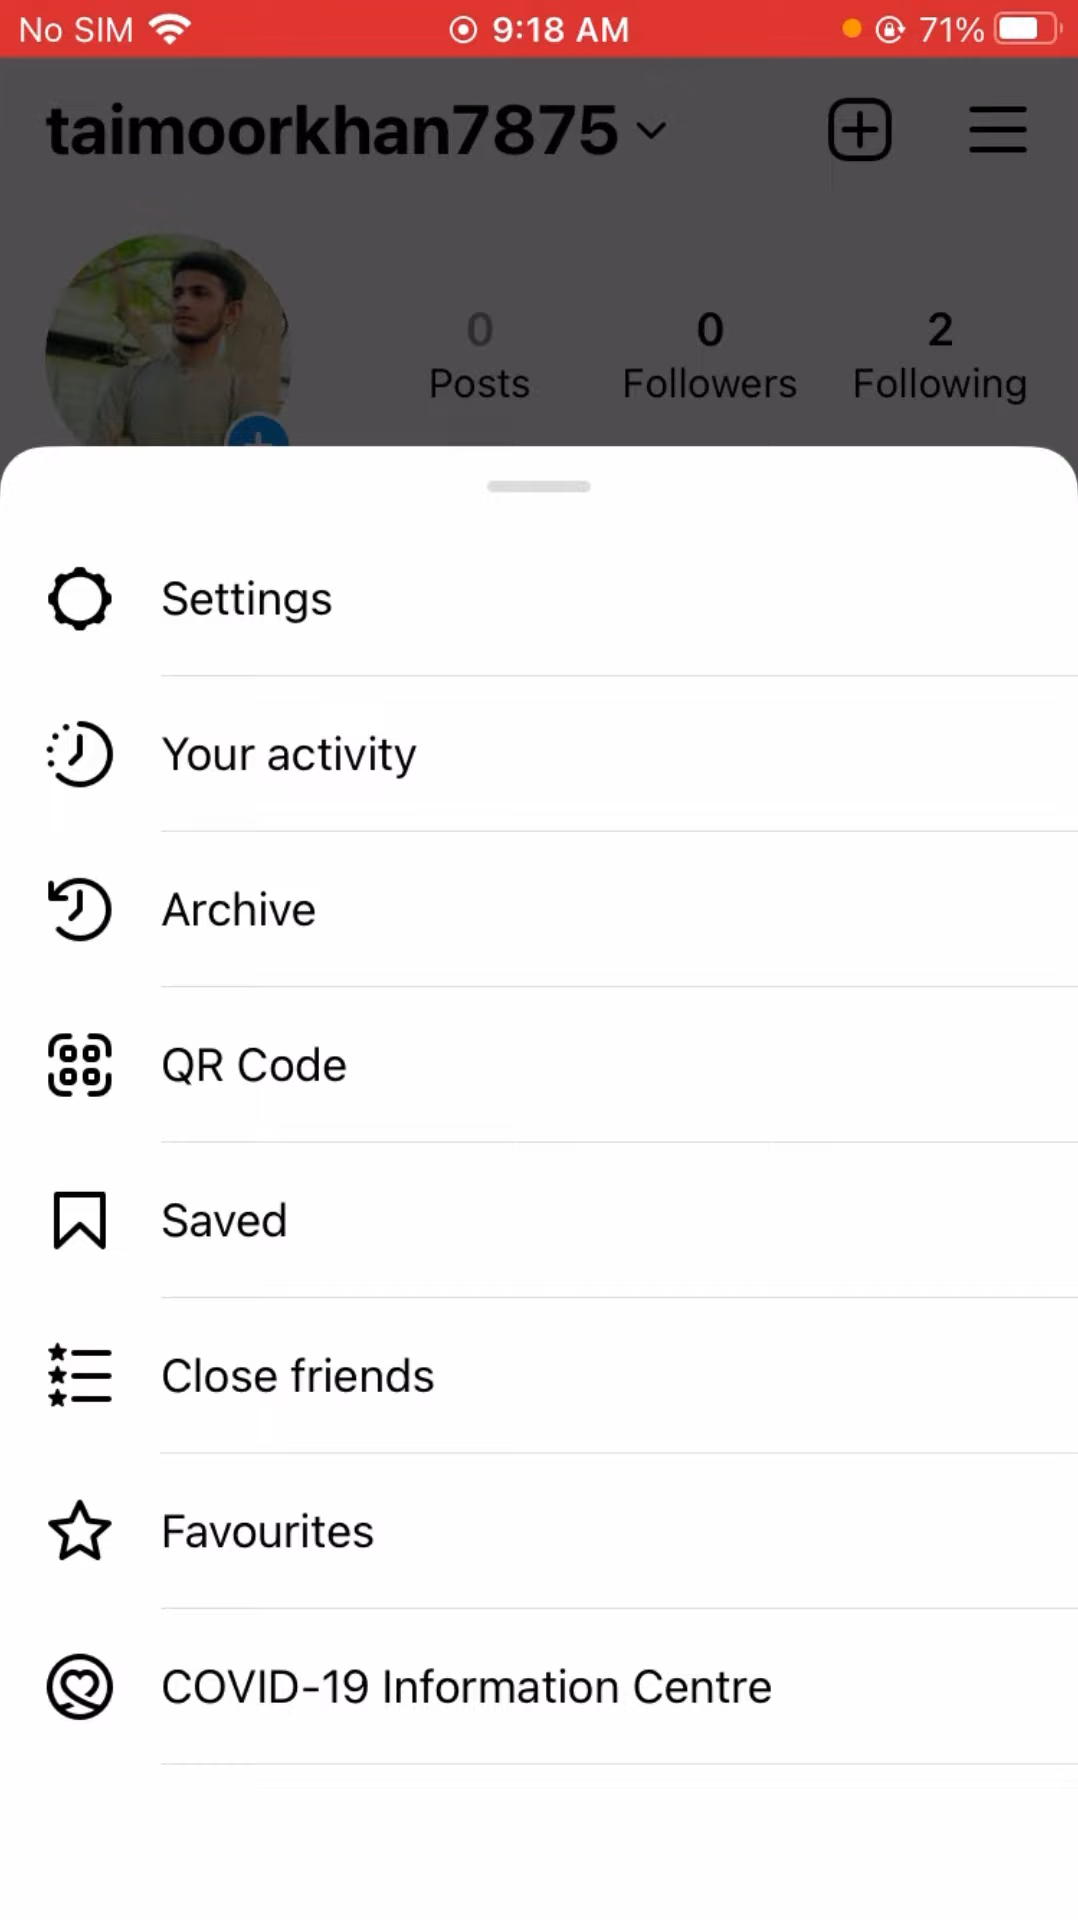 No SIM 9:18 AM 71%
taimoorkhan7875
0 0 2
Posts Followers Following
Settings
Your activity
Archive
QR Code
Saved
Close friends
Favourites
COVID-19 Information Centre